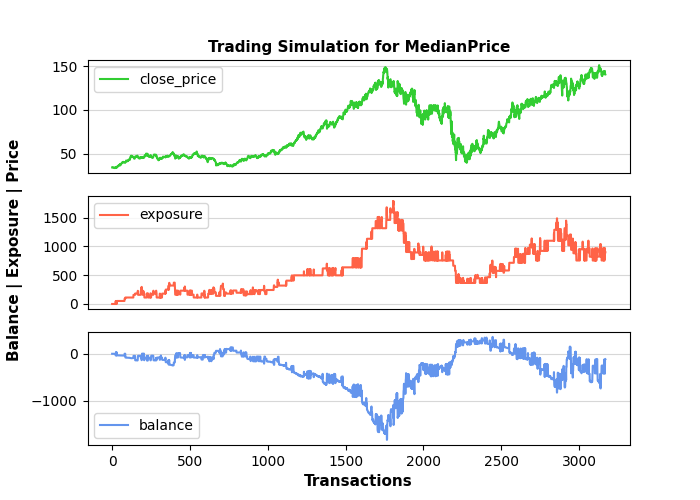 Trading Simulation for MedianPrice
close_price
150
100
50
exposure
1500
1000
500
0
balance
0
−1000
0 500 1000 1500 2000 2500 3000
Transactions
Balance | Exposure | Price